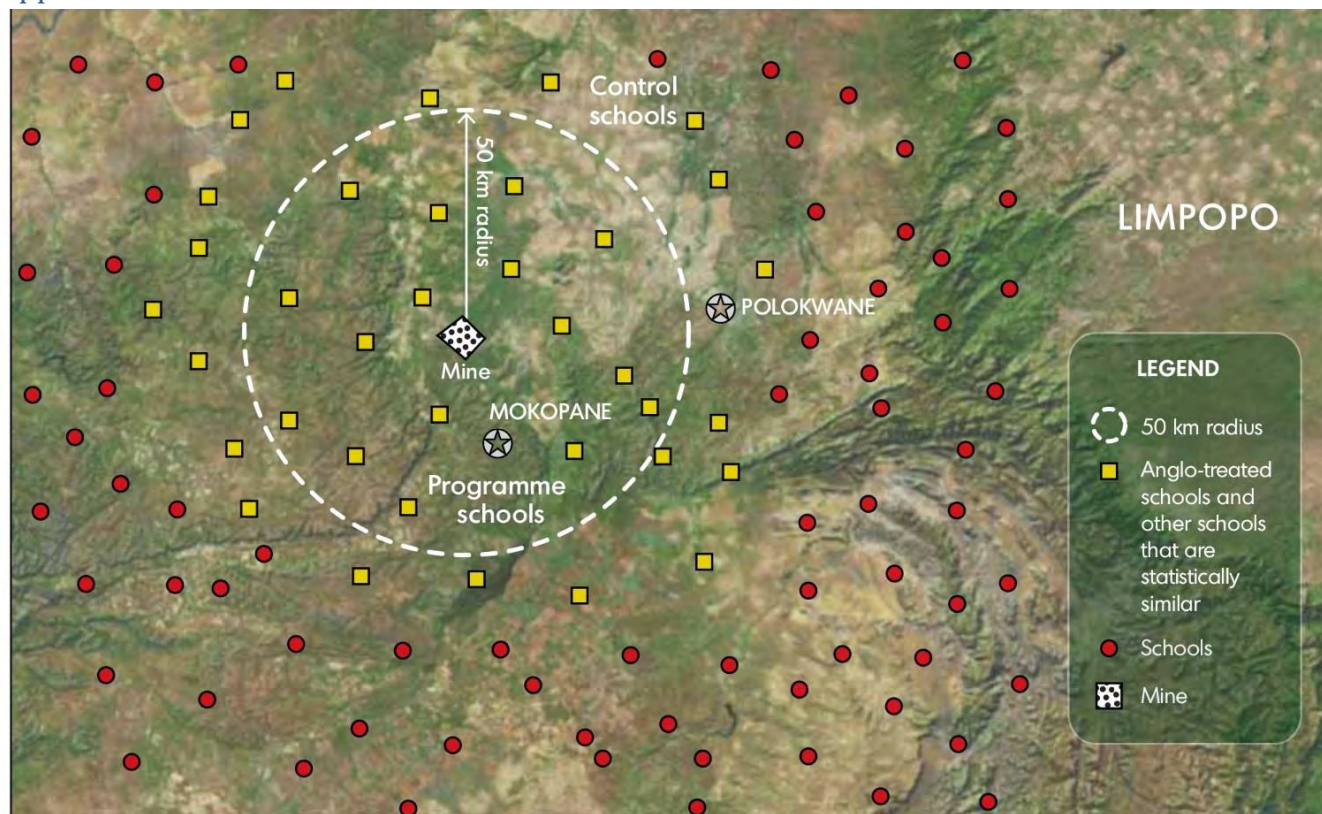 Control
schools
50 km radius
LIMPOPO
POLOKWANE
Mine
MOKOPANE
Programme
schools
LEGEND
50 km radius
Anglo-treated
schools and
other schools
that are
statistically
similar
Schools
Mine